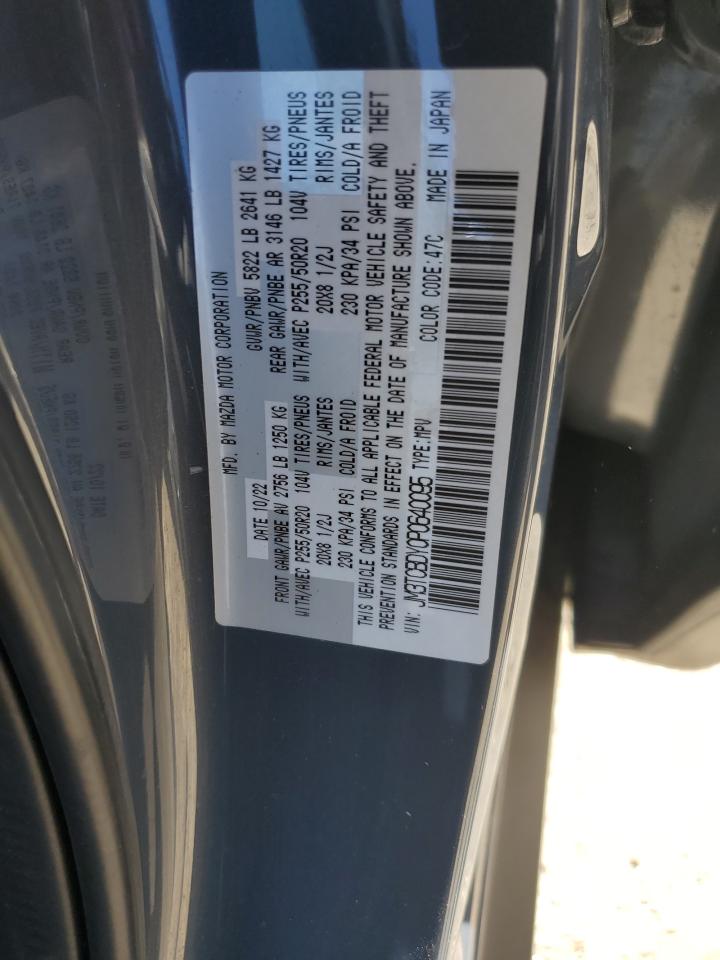 MFD. BY MAZDA MOTOR CORPORATION
DATE 10/22 GVWR/PNBV 5822 LB 2641 KG
FRONT GAWR/PNBE AV 2756 LB 1250 KG REAR GAWR/PNBE AR 3146 LB 1427 KG
WITH/AVEC P255/50R20 104V TIRES/PNEUS WITH/AVEC P255/50R20 104V TIRES/PNEUS
20X8 1/2J RIMS/JANTES 20X8 1/2J RIMS/JANTES
230 KPA/34 PSI COLD/A FROID 230 KPA/34 PSI COLD/A FROID
THIS VEHICLE CONFORMS TO ALL APPLICABLE FEDERAL MOTOR VEHICLE SAFETY AND THEFT
PREVENTION STANDARDS IN EFFECT ON THE DATE OF MANUFACTURE SHOWN ABOVE.
VIN: JM3TCBDY0P0640095 TYPE:MPV COLOR CODE:47C MADE IN JAPAN